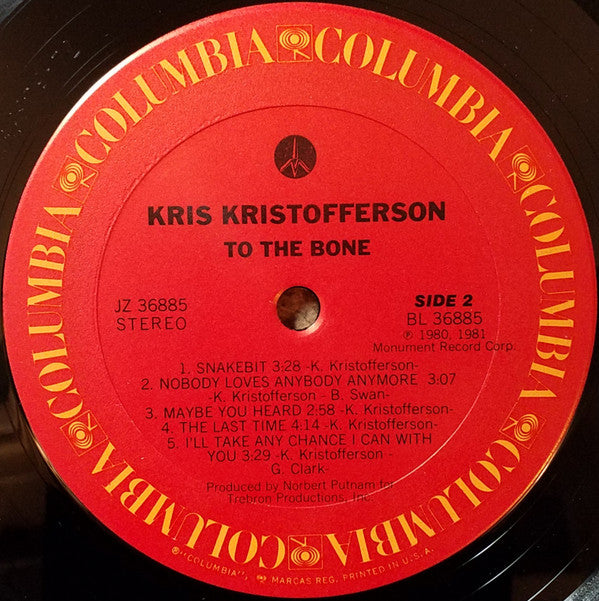 COLUMBIA COLUMBIA COLUMBIA COLUMBIA COLUMBIA COLUMBIA
KRIS KRISTOFFERSON
TO THE BONE
JZ 36885
STEREO
SIDE 2
BL 36885
℗ 1980, 1981
Monument Record Corp.
1. SNAKEBIT 3:28 -K. Kristofferson-
2. NOBODY LOVES ANYBODY ANYMORE 3:07
-K. Kristofferson - B. Swan-
3. MAYBE YOU HEARD 2:58 -K. Kristofferson-
4. THE LAST TIME 4:14 -K. Kristofferson-
5. I'LL TAKE ANY CHANCE I CAN WITH
YOU 3:29 -K. Kristofferson -
G. Clark-
Produced by Norbert Putnam for
Trebron Productions, Inc.
®"COLUMBIA", MARCAS REG. PRINTED IN U.S.A.